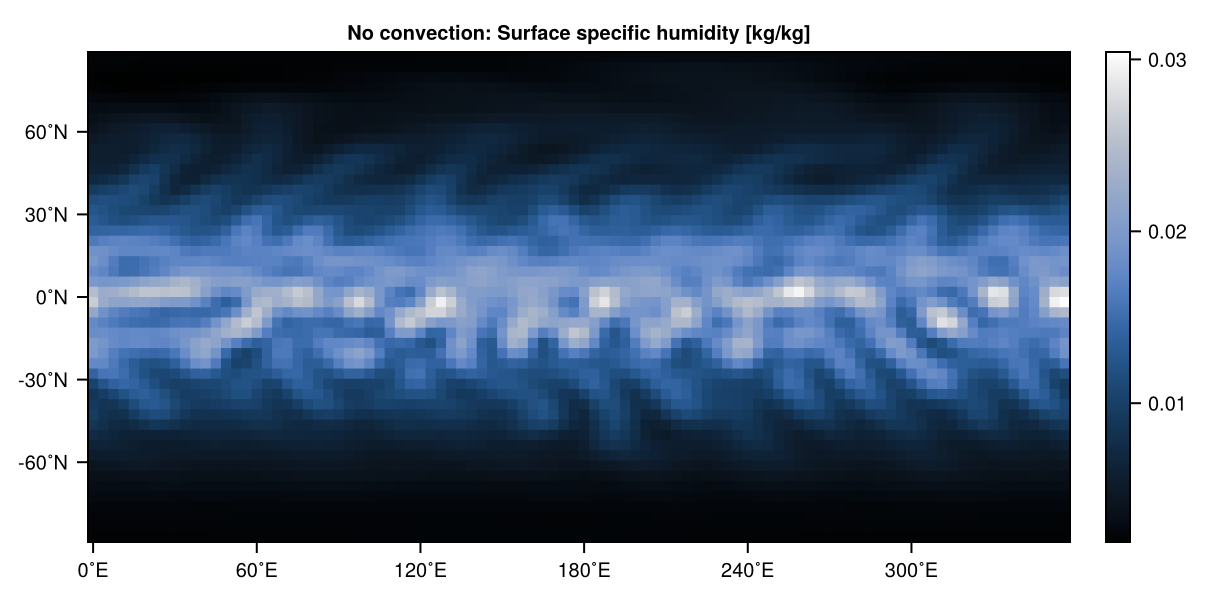 No convection: Surface specific humidity [kg/kg]
60˚N
30˚N
0˚N
-30˚N
-60˚N
0˚E
60˚E
120˚E
180˚E
240˚E
300˚E
0.03
0.02
0.01